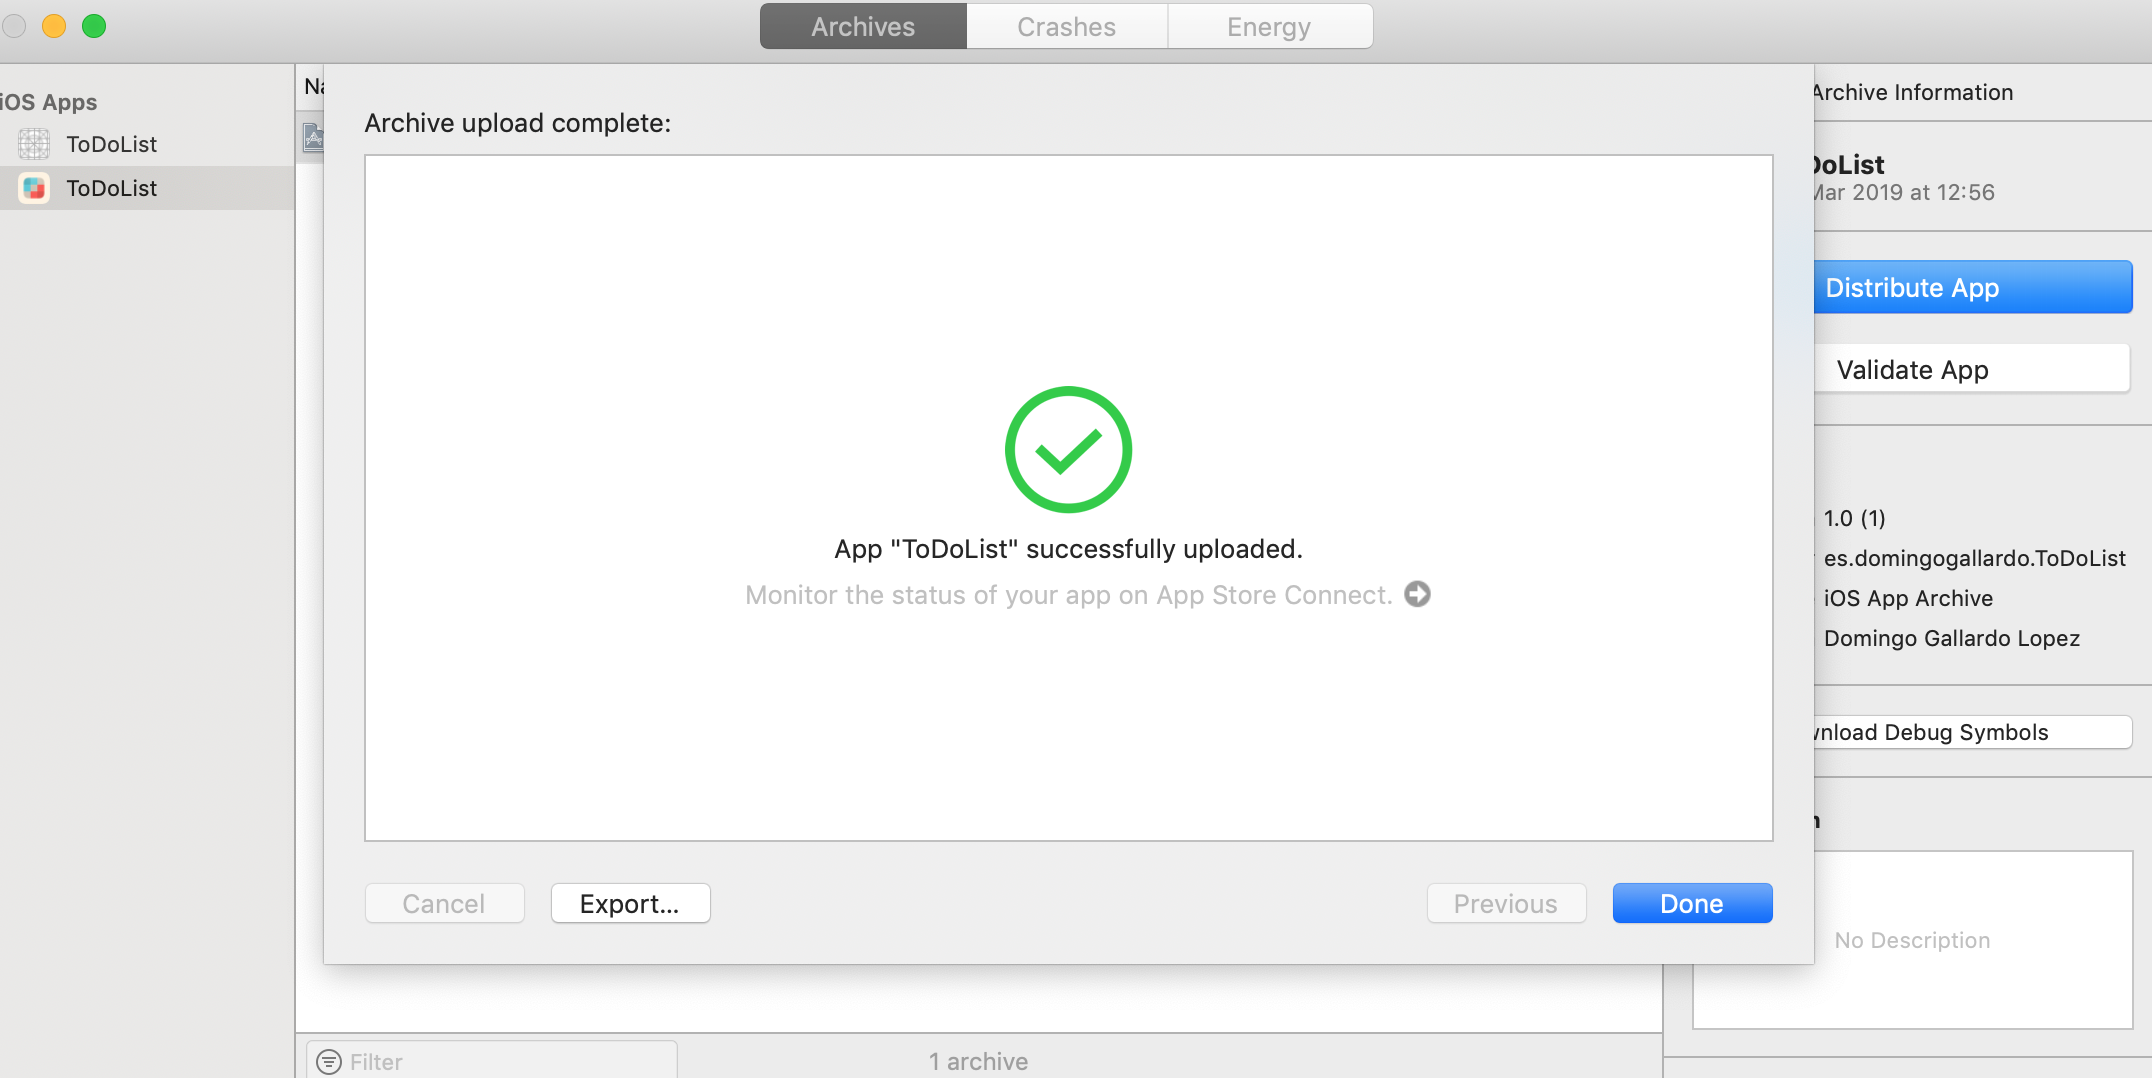 Archives
Crashes
Energy
iOS Apps
ToDoList
ToDoList
Archive upload complete:
App "ToDoList" successfully uploaded.
Monitor the status of your app on App Store Connect.
Cancel
Export...
Previous
Done
Filter
1 archive
Archive Information
DoList
Mar 2019 at 12:56
Distribute App
Validate App
1.0 (1)
es.domingogallardo.ToDoList
iOS App Archive
Domingo Gallardo Lopez
wnload Debug Symbols
No Description